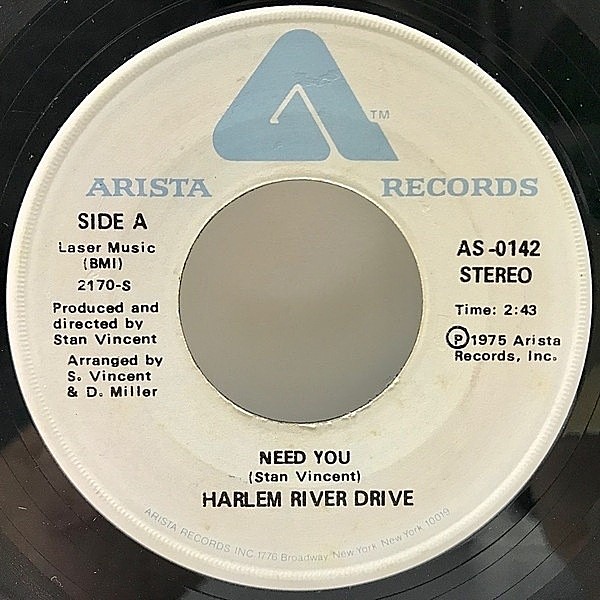 TM
ARISTA RECORDS
SIDE A
Laser Music
(BMI)
2170-S
Produced and
directed by
Stan Vincent
Arranged by
S. Vincent
& D. Miller
AS-0142
STEREO
Time: 2:43
Ⓟ1975 Arista
Records, Inc.
NEED YOU
(Stan Vincent)
HARLEM RIVER DRIVE
ARISTA RECORDS INC. 1776 Broadway New York New York 10019